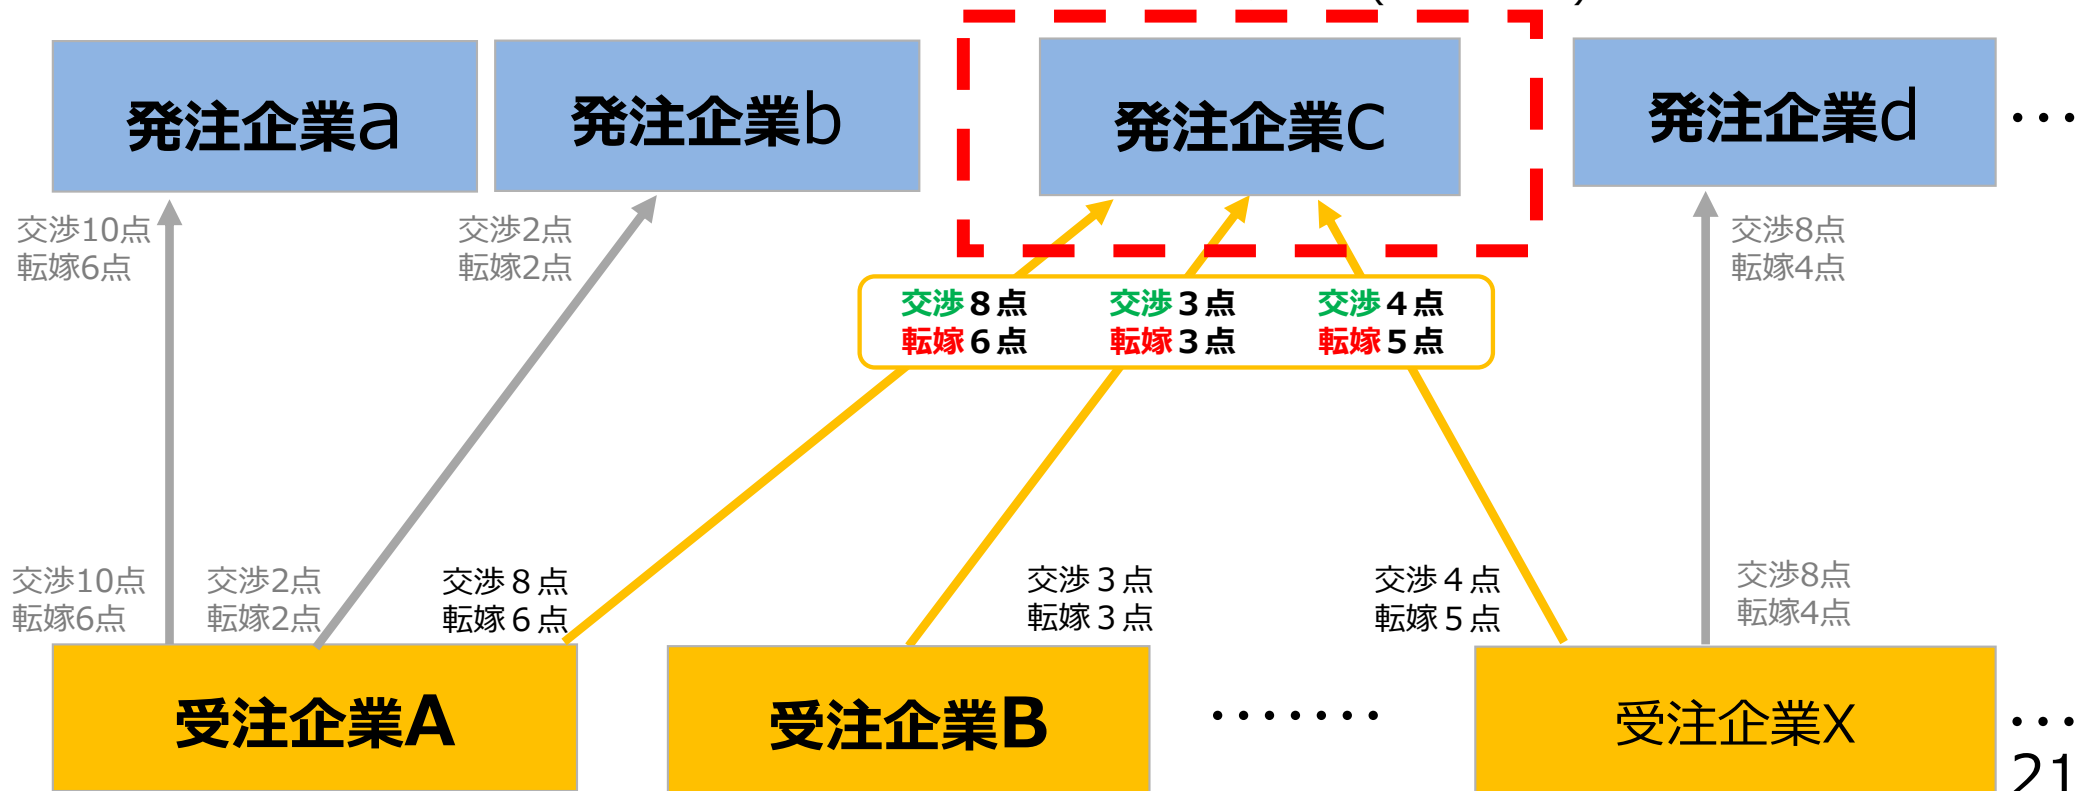 発注企業a
発注企業b
発注企業c
発注企業d
・・・
交渉10点
転嫁6点
交渉2点
転嫁2点
交渉8点
転嫁4点
交渉８点
転嫁６点
交渉３点
転嫁３点
交渉４点
転嫁５点
交渉10点
転嫁6点
交渉2点
転嫁2点
交渉８点
転嫁６点
交渉３点
転嫁３点
交渉４点
転嫁５点
交渉8点
転嫁4点
受注企業A
受注企業B
・・・・・・・
受注企業X
・・・
21